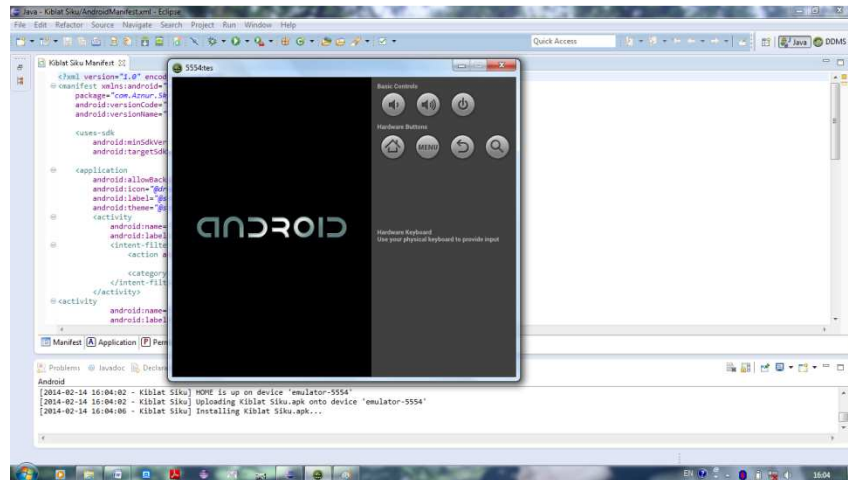 Java - Kiblat Siku/AndroidManifest.xml - Eclipse
File Edit Refactor Source Navigate Search Project Run Window Help
Quick Access
Java
DDMS
Kiblat Siku Manifest
5554:tes
<?xml version="1.0" encod
<manifest xmlns:android="
package="com.Aznur.Sk
android:versionCode="
android:versionName="
<uses-sdk
android:minSdkVer
android:targetSdk
<application
android:allowBack
android:icon="@dr
android:label="@s
android:theme="@s
<activity
android:name=
android:label
<intent-filte
<action a
<category
</intent-filt
</activity>
<activity
android:name=
android:label
Basic Controls
Hardware Buttons
MENU
ANDROID
Hardware Keyboard
Use your physical keyboard to provide input
Manifest A Application P Perm
Problems @ Javadoc Declara
Android
[2014-02-14 16:04:02 - Kiblat Siku] HOME is up on device 'emulator-5554'
[2014-02-14 16:04:02 - Kiblat Siku] Uploading Kiblat Siku.apk onto device 'emulator-5554'
[2014-02-14 16:04:06 - Kiblat Siku] Installing Kiblat Siku.apk...
EN
16:04